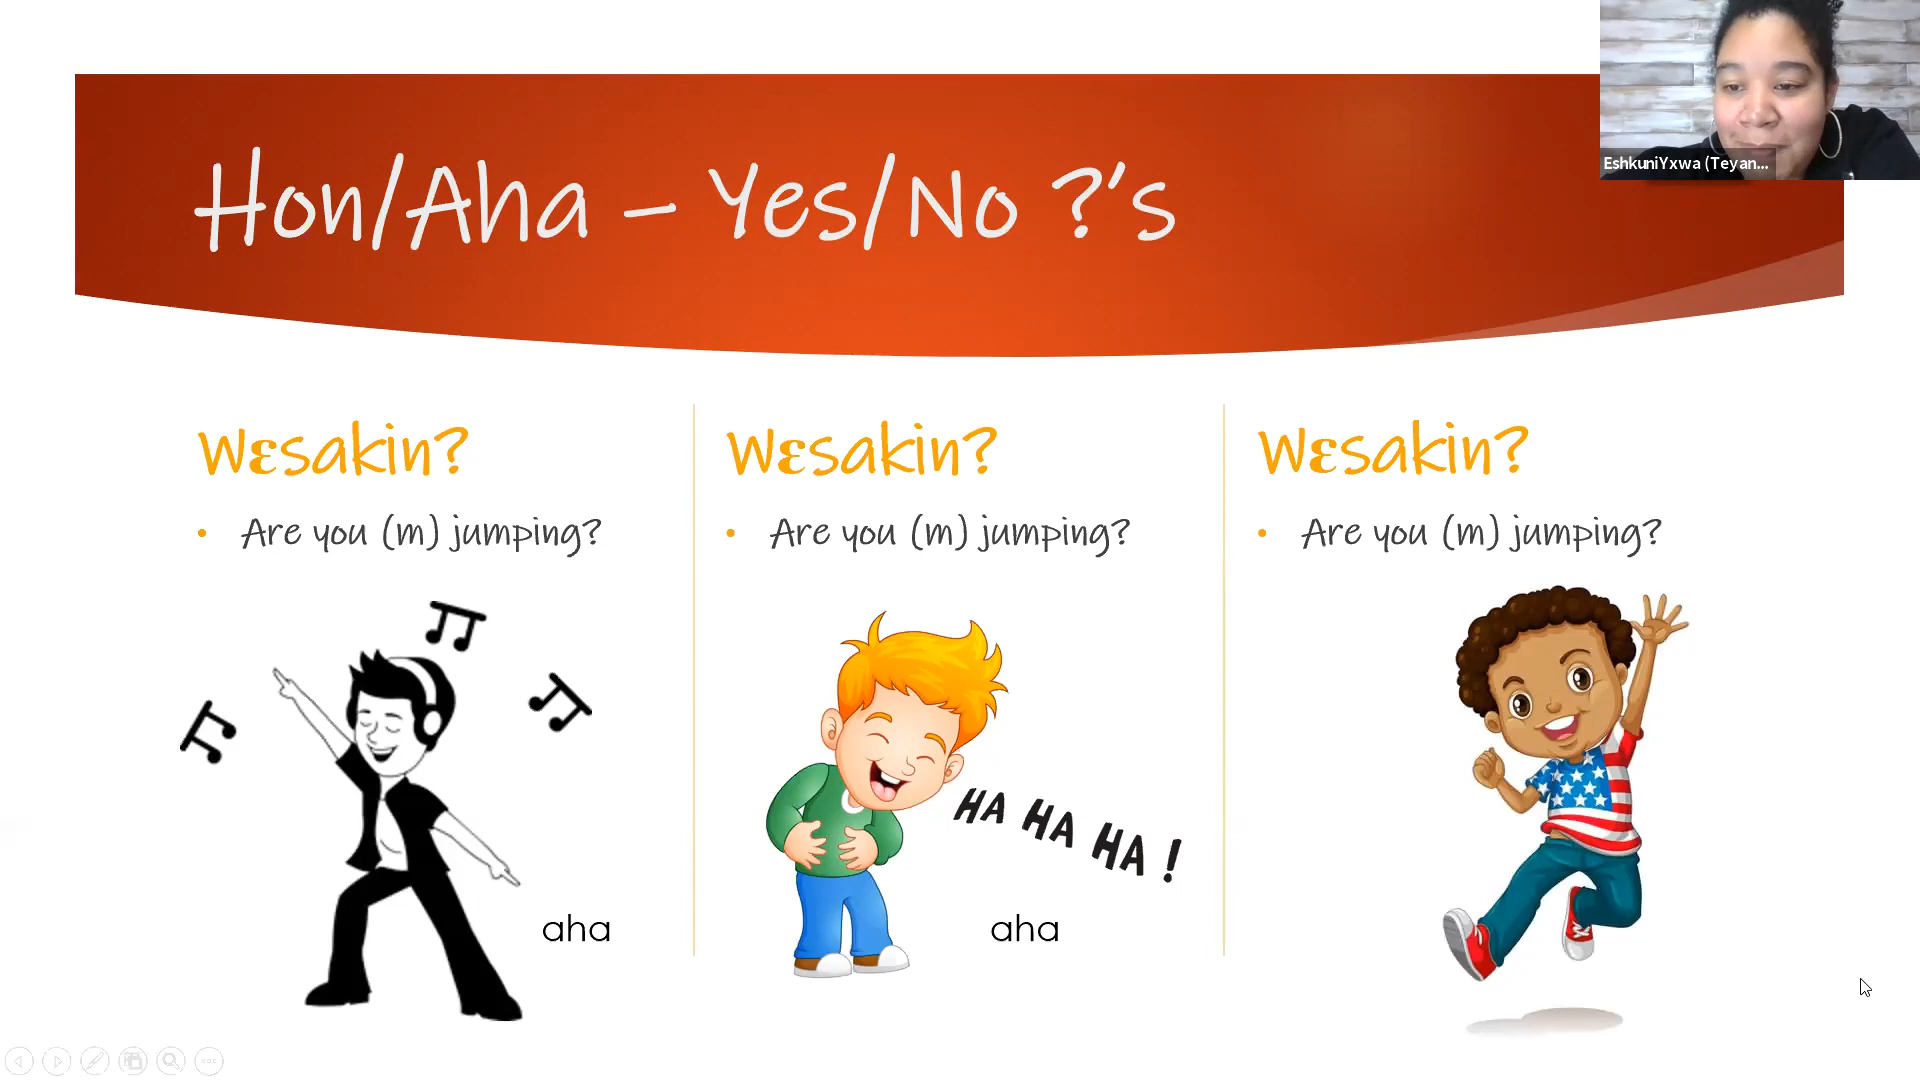 Hon/Aha – Yes/No ?'s
EshkuniYxwa (Teyan...
Wɛsakin?
• Are you (m) jumping?
aha
Wɛsakin?
• Are you (m) jumping?
HA HA HA !
aha
Wɛsakin?
• Are you (m) jumping?